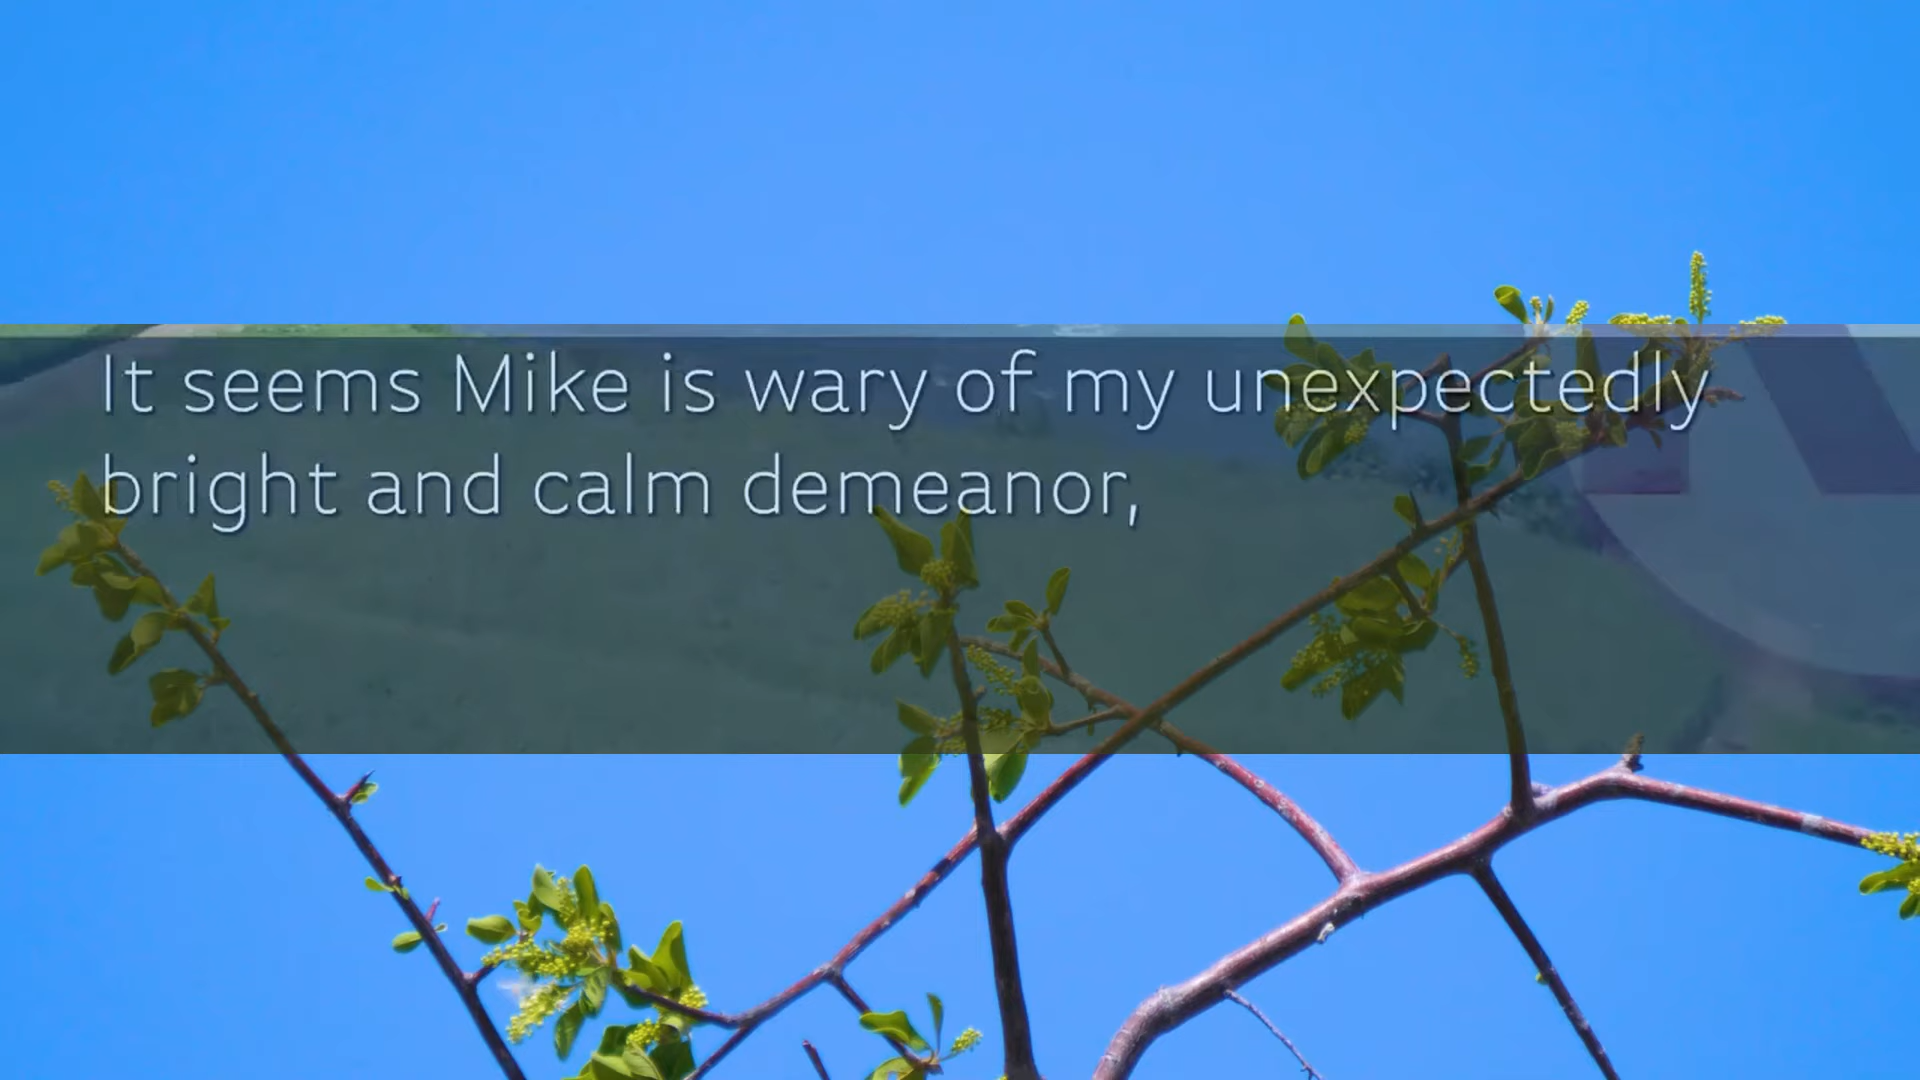 It seems Mike is wary of my unexpectedly
bright and calm demeanor,